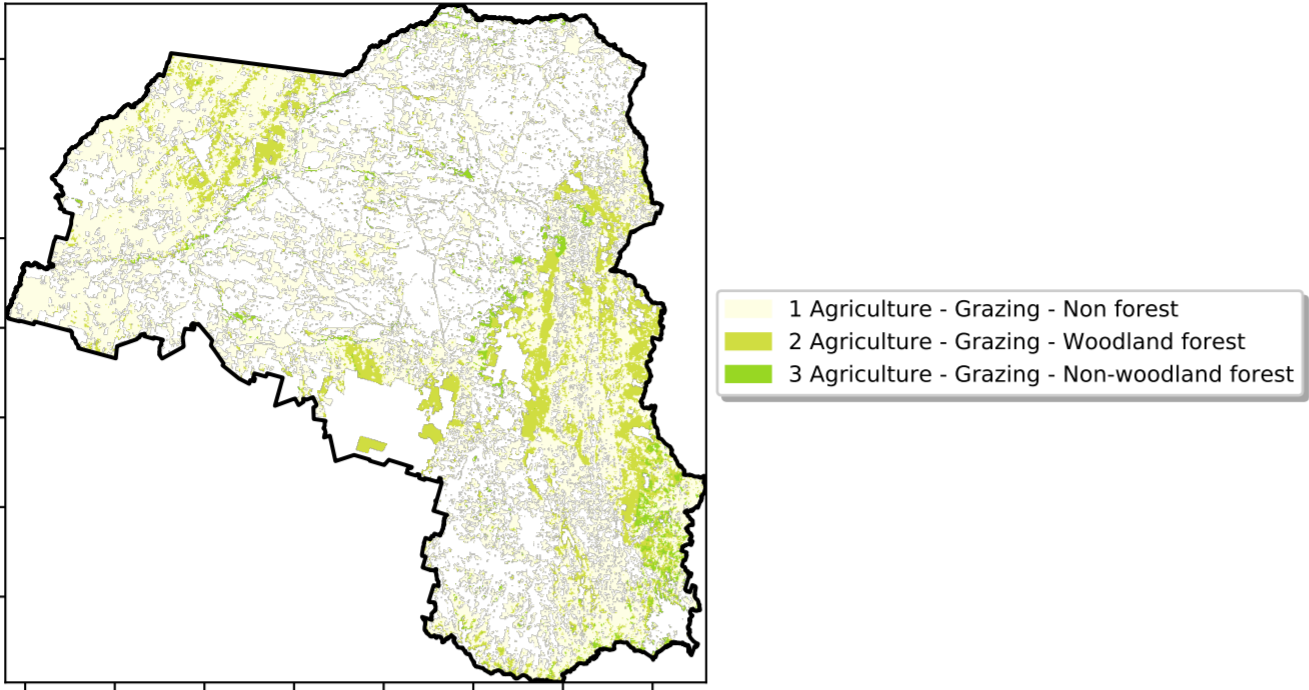 1 Agriculture - Grazing - Non forest
2 Agriculture - Grazing - Woodland forest
3 Agriculture - Grazing - Non-woodland forest